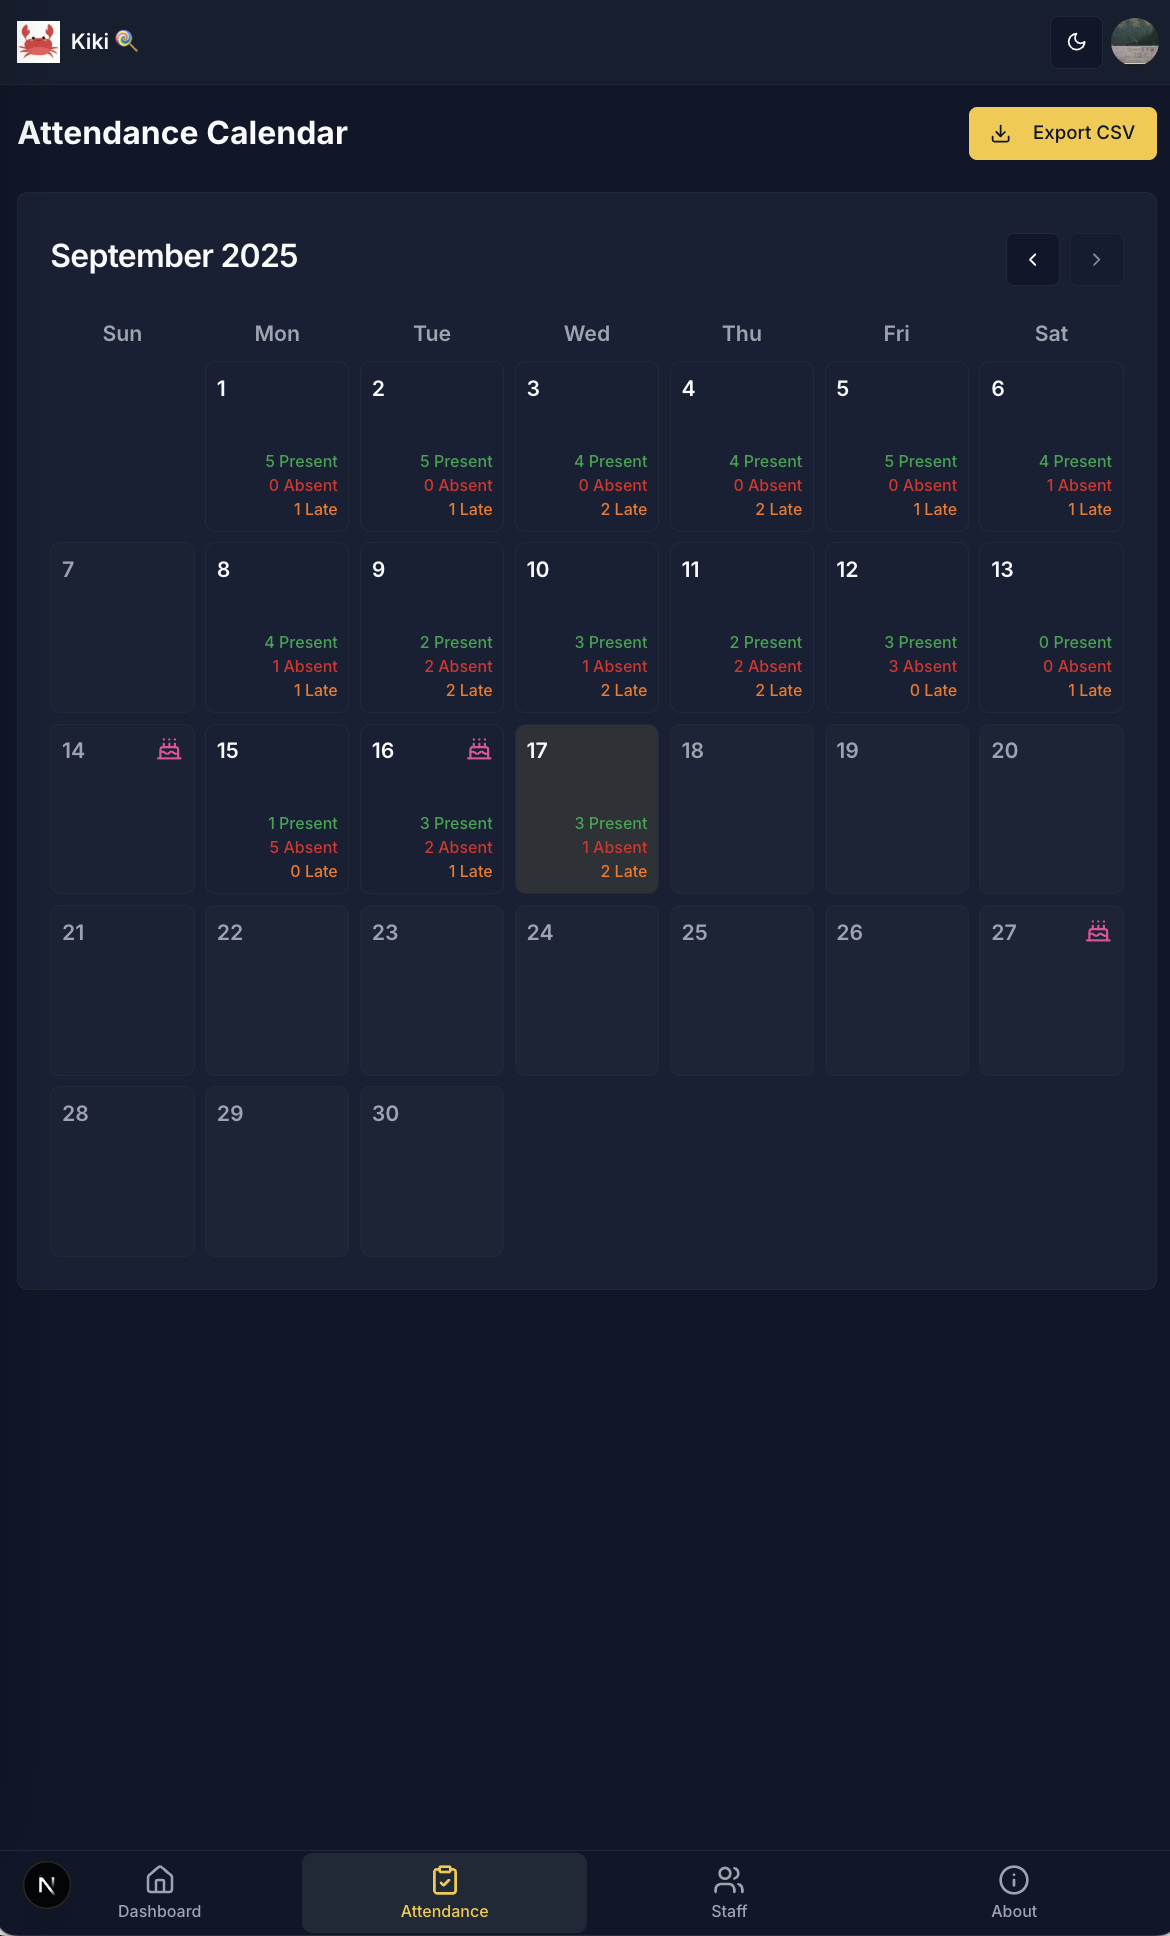 Kiki 🍭
Attendance Calendar
Export CSV
September 2025
Sun Mon Tue Wed Thu Fri Sat
1 2 3 4 5 6
5 Present 5 Present 4 Present 4 Present 5 Present 4 Present
0 Absent 0 Absent 0 Absent 0 Absent 0 Absent 1 Absent
1 Late 1 Late 2 Late 2 Late 1 Late 1 Late
7 8 9 10 11 12 13
4 Present 2 Present 3 Present 2 Present 3 Present 0 Present
1 Absent 2 Absent 1 Absent 2 Absent 3 Absent 0 Absent
1 Late 2 Late 2 Late 2 Late 0 Late 1 Late
14 15 16 17 18 19 20
1 Present 3 Present 3 Present
5 Absent 2 Absent 1 Absent
0 Late 1 Late 2 Late
21 22 23 24 25 26 27
28 29 30
N
Dashboard Attendance Staff About